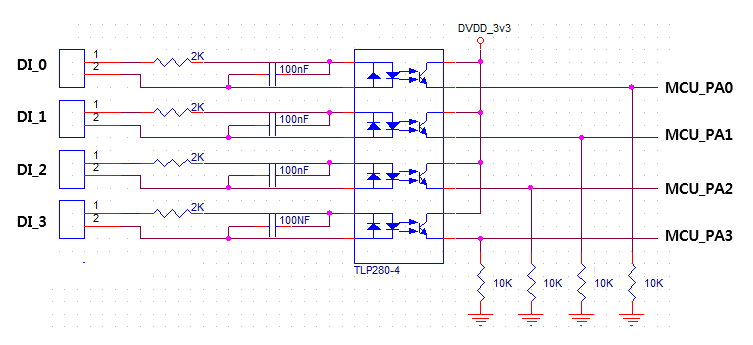 DVDD_3v3
DI_0 1 2K
2 100nF MCU_PA0
DI_1 1 2K
2 100nF MCU_PA1
DI_2 1 2K
2 100nF MCU_PA2
DI_3 1 2K
2 100NF MCU_PA3
TLP280-4
10K 10K 10K 10K